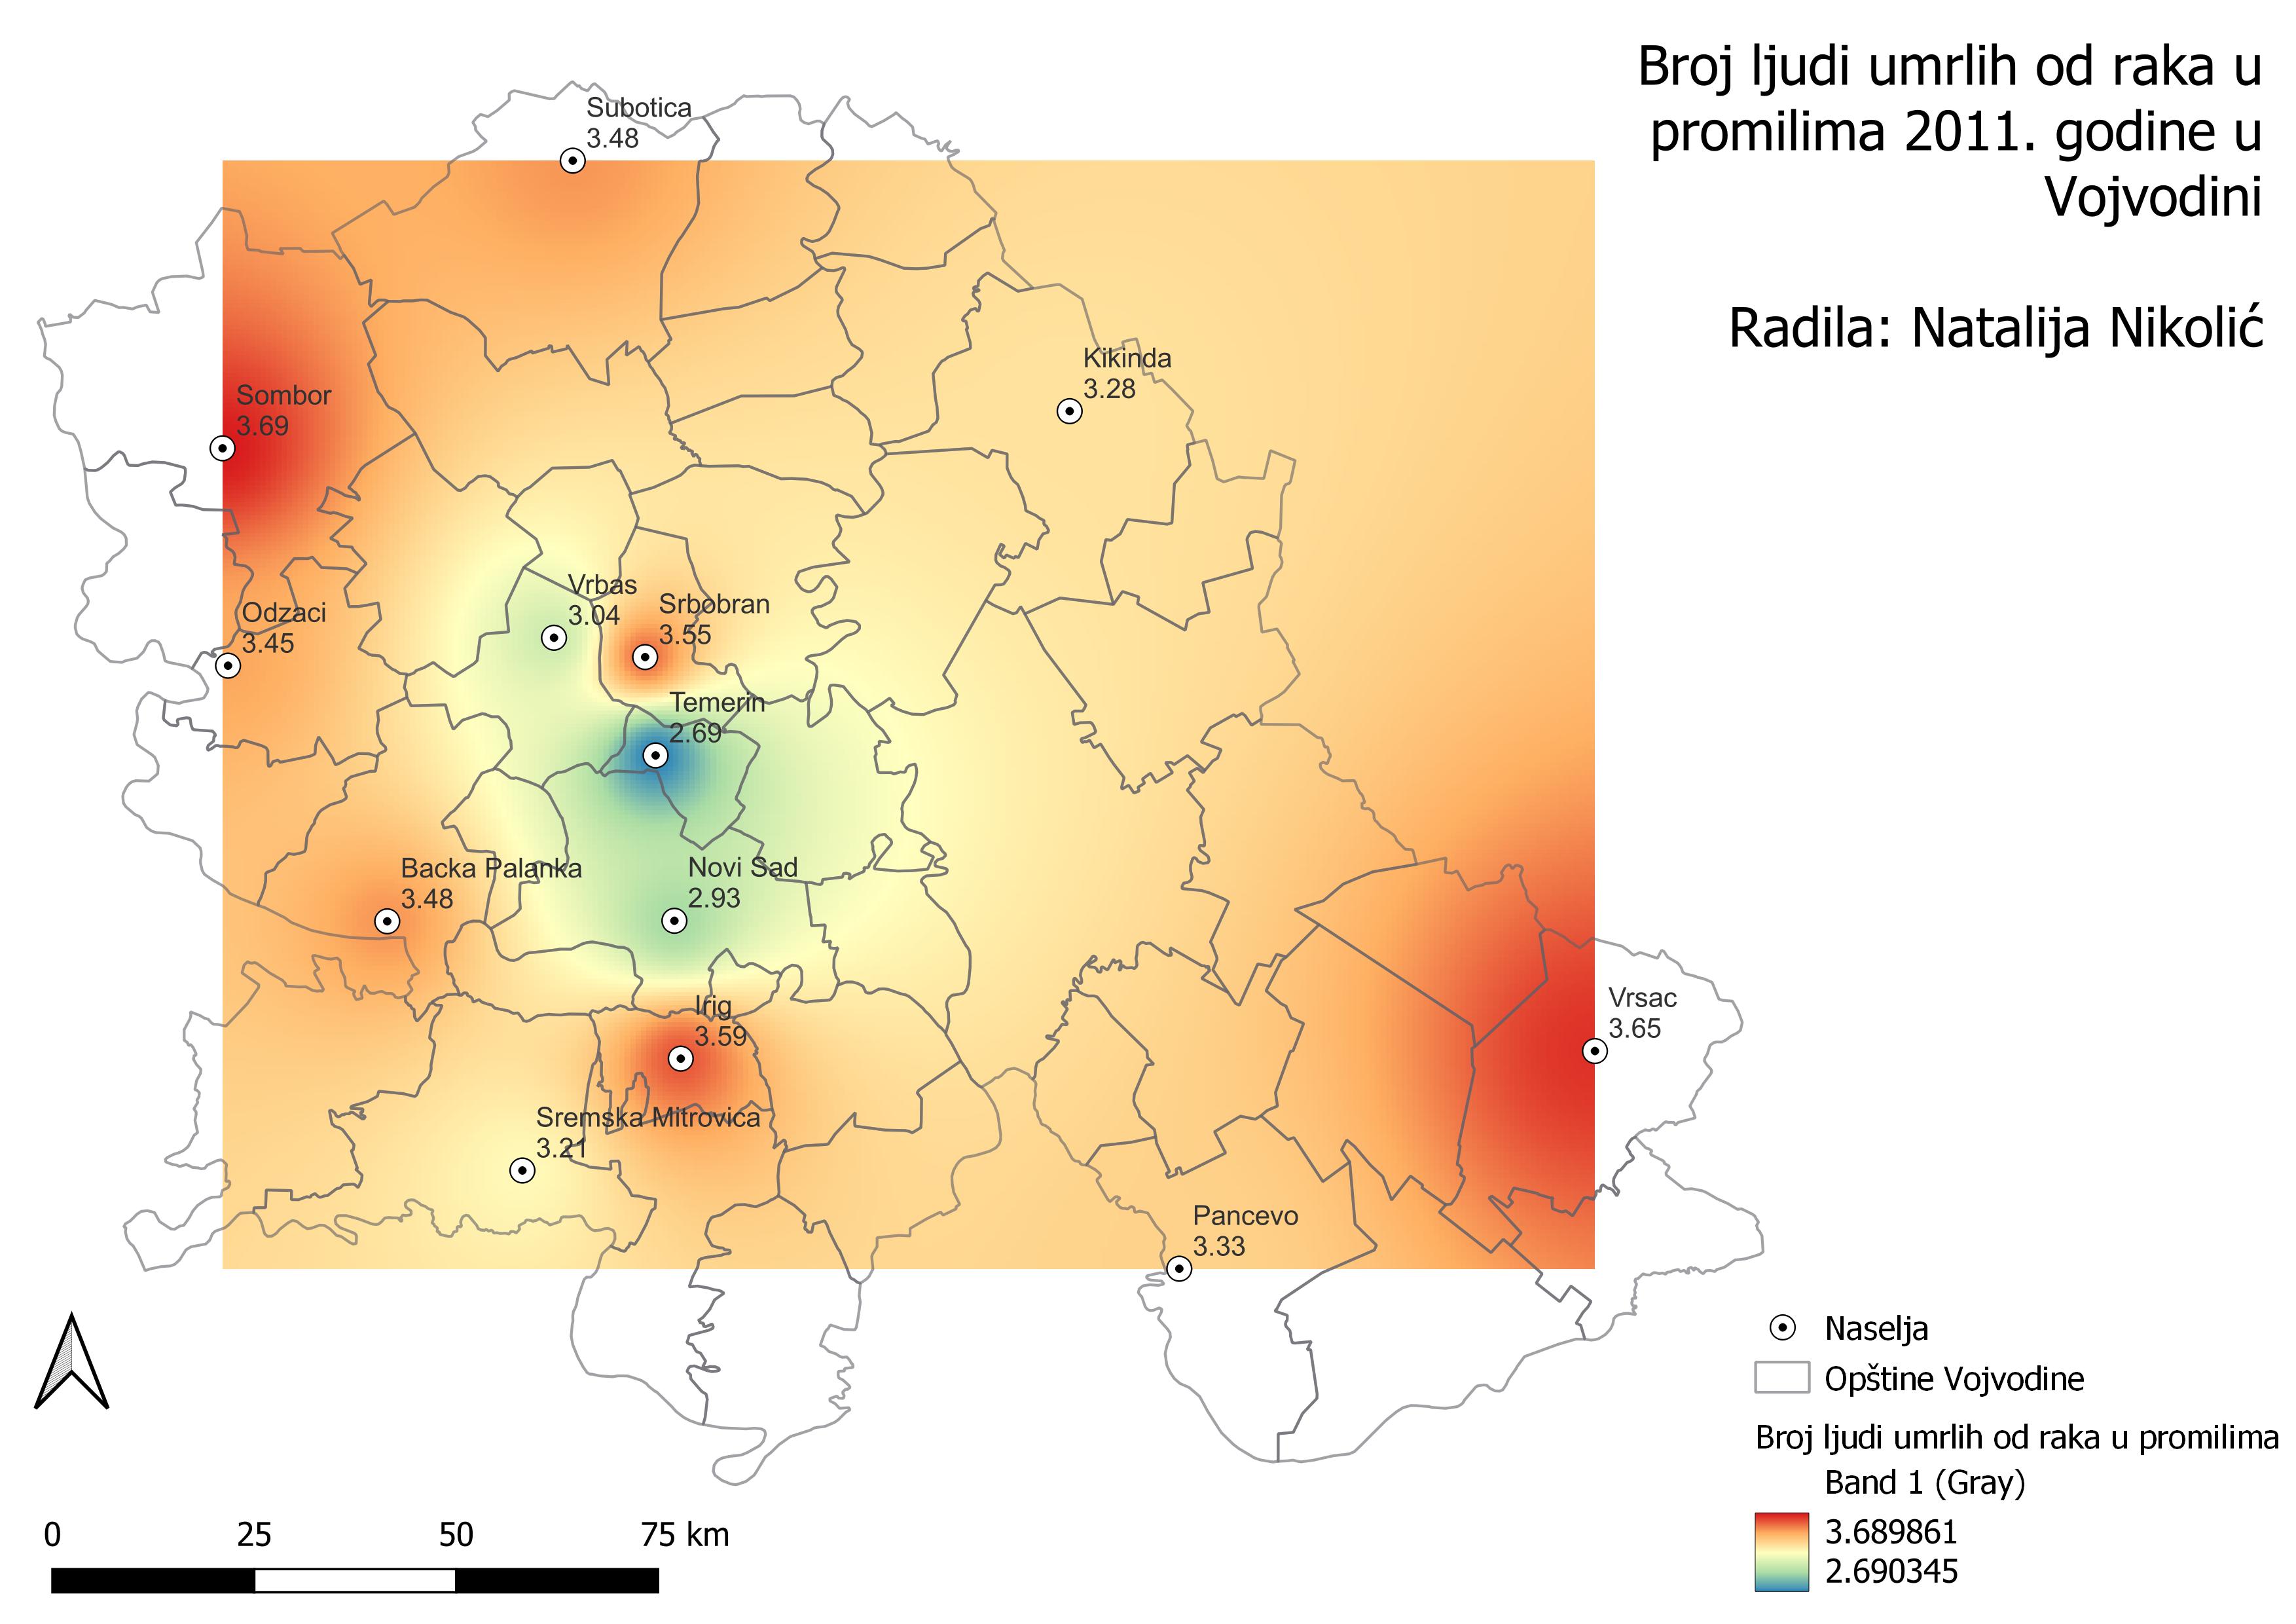 Broj ljudi umrlih od raka u
promilima 2011. godine u
Vojvodini
Radila: Natalija Nikolić
Subotica
3.48
Kikinda
3.28
Sombor
3.69
Vrbas
3.04
Srbobran
3.55
Odzaci
3.45
Temerin
2.69
Backa Palanka
3.48
Novi Sad
2.93
Irig
3.59
Vrsac
3.65
Sremska Mitrovica
3.21
Pancevo
3.33
Naselja
Opštine Vojvodine
Broj ljudi umrlih od raka u promilima
Band 1 (Gray)
3.689861
2.690345
0 25 50 75 km